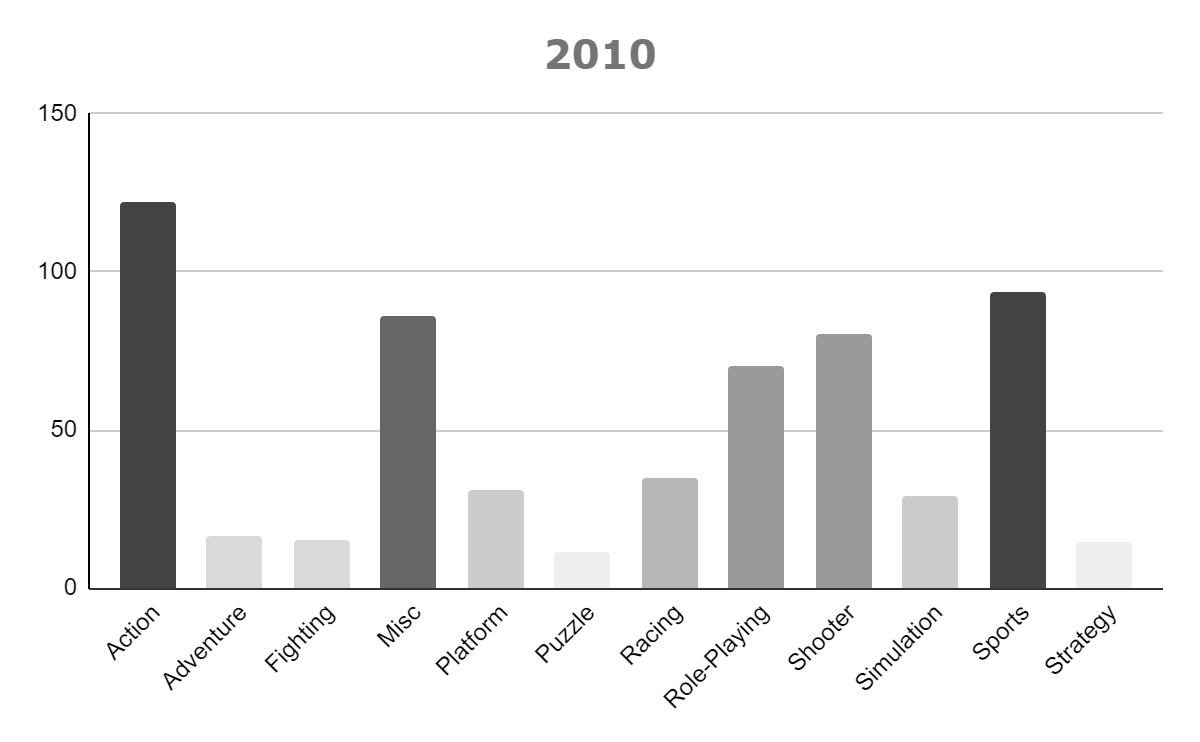 2010
150
100
50
0
Action
Adventure
Fighting
Misc
Platform
Puzzle
Racing
Role-Playing
Shooter
Simulation
Sports
Strategy